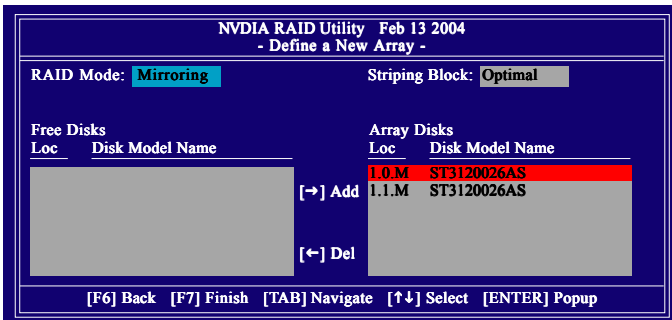 NVDIA RAID Utility Feb 13 2004
- Define a New Array -
RAID Mode: Mirroring Striping Block: Optimal
Free Disks Array Disks
Loc Disk Model Name Loc Disk Model Name
1.0.M ST3120026AS
[→] Add 1.1.M ST3120026AS
[←] Del
[F6] Back [F7] Finish [TAB] Navigate [↑↓] Select [ENTER] Popup